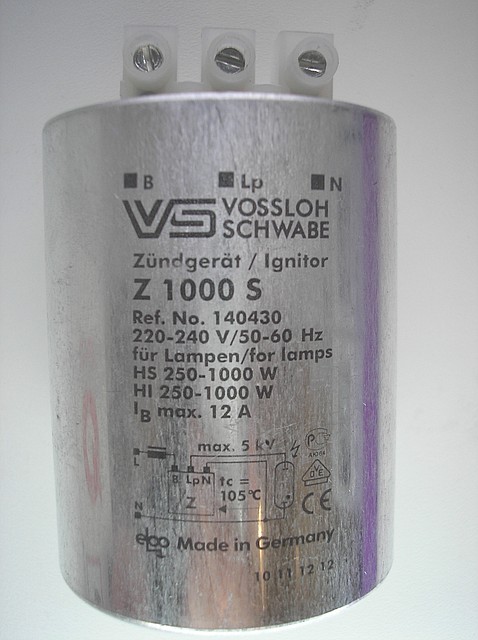 B Lp N
VS VOSSLOH
SCHWABE
Zündgerät / Ignitor
Z 1000 S
Ref. No. 140430
220-240 V/50-60 Hz
für Lampen/for lamps
HS 250-1000 W
HI 250-1000 W
IB max. 12 A
max. 5 kV
L
B Lp N
tc =
105°C
Z
N
CE
Made in Germany
10 11 12 12